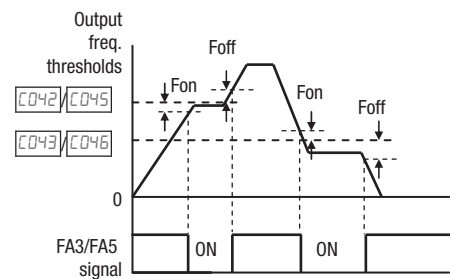 Output
freq.
thresholds
Foff
Fon
Fon
Foff
C042/C045
C043/C046
0
FA3/FA5
signal
ON
ON